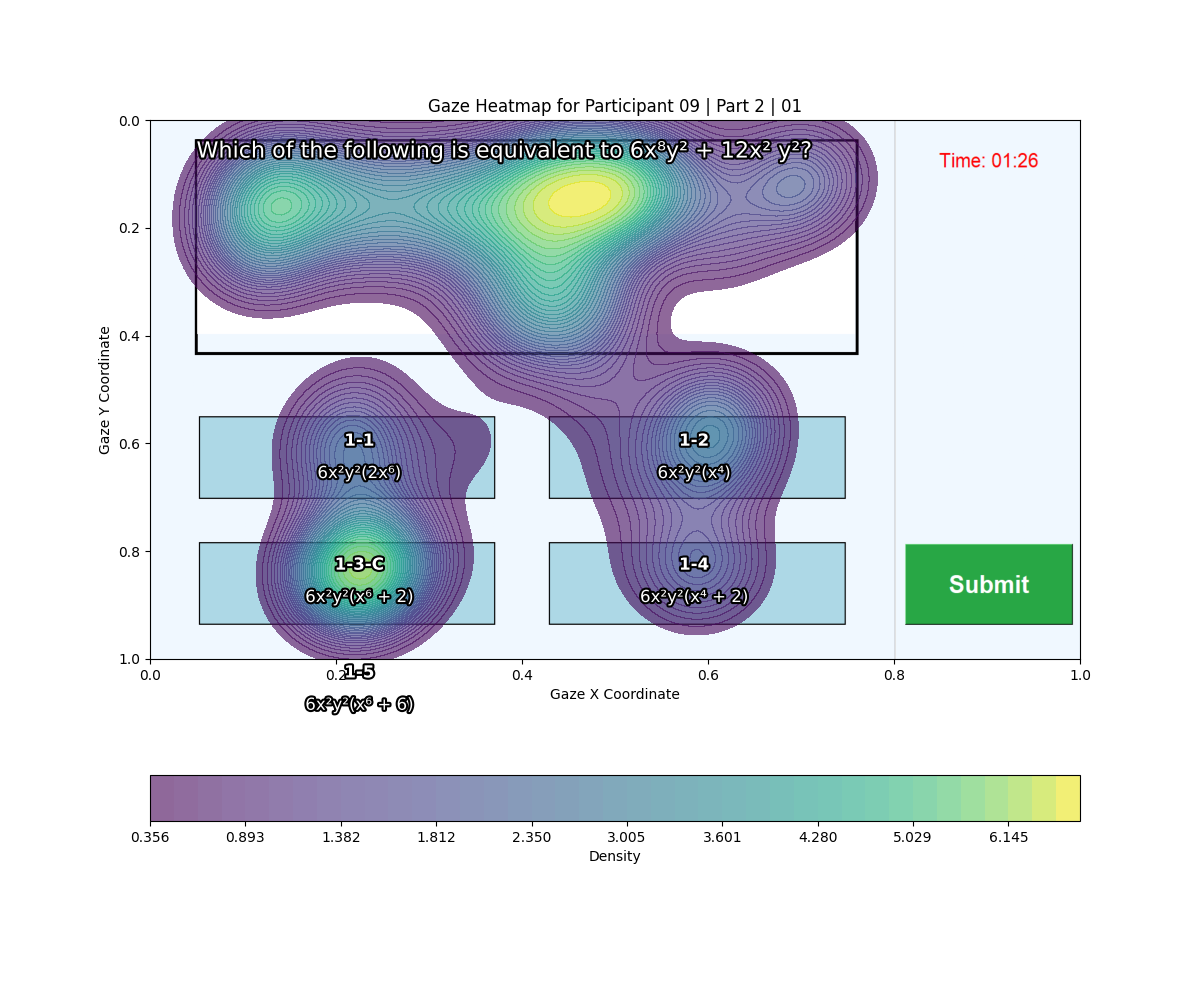 Gaze Heatmap for Participant 09 | Part 2 | 01
Which of the following is equivalent to 6x⁸y² + 12x² y²?
Time: 01:26
0.0
0.2
0.4
0.6
0.8
1.0
Gaze Y Coordinate
1-1
6x²y²(2x⁶)
1-2
6x²y²(x⁴)
1-3-C
6x²y²(x⁶ + 2)
1-4
6x²y²(x⁴ + 2)
Submit
0.0
0.2
0.4
0.6
0.8
1.0
1-5
6x²y²(x⁶ + 6)
Gaze X Coordinate
0.356
0.893
1.382
1.812
2.350
3.005
3.601
4.280
5.029
6.145
Density